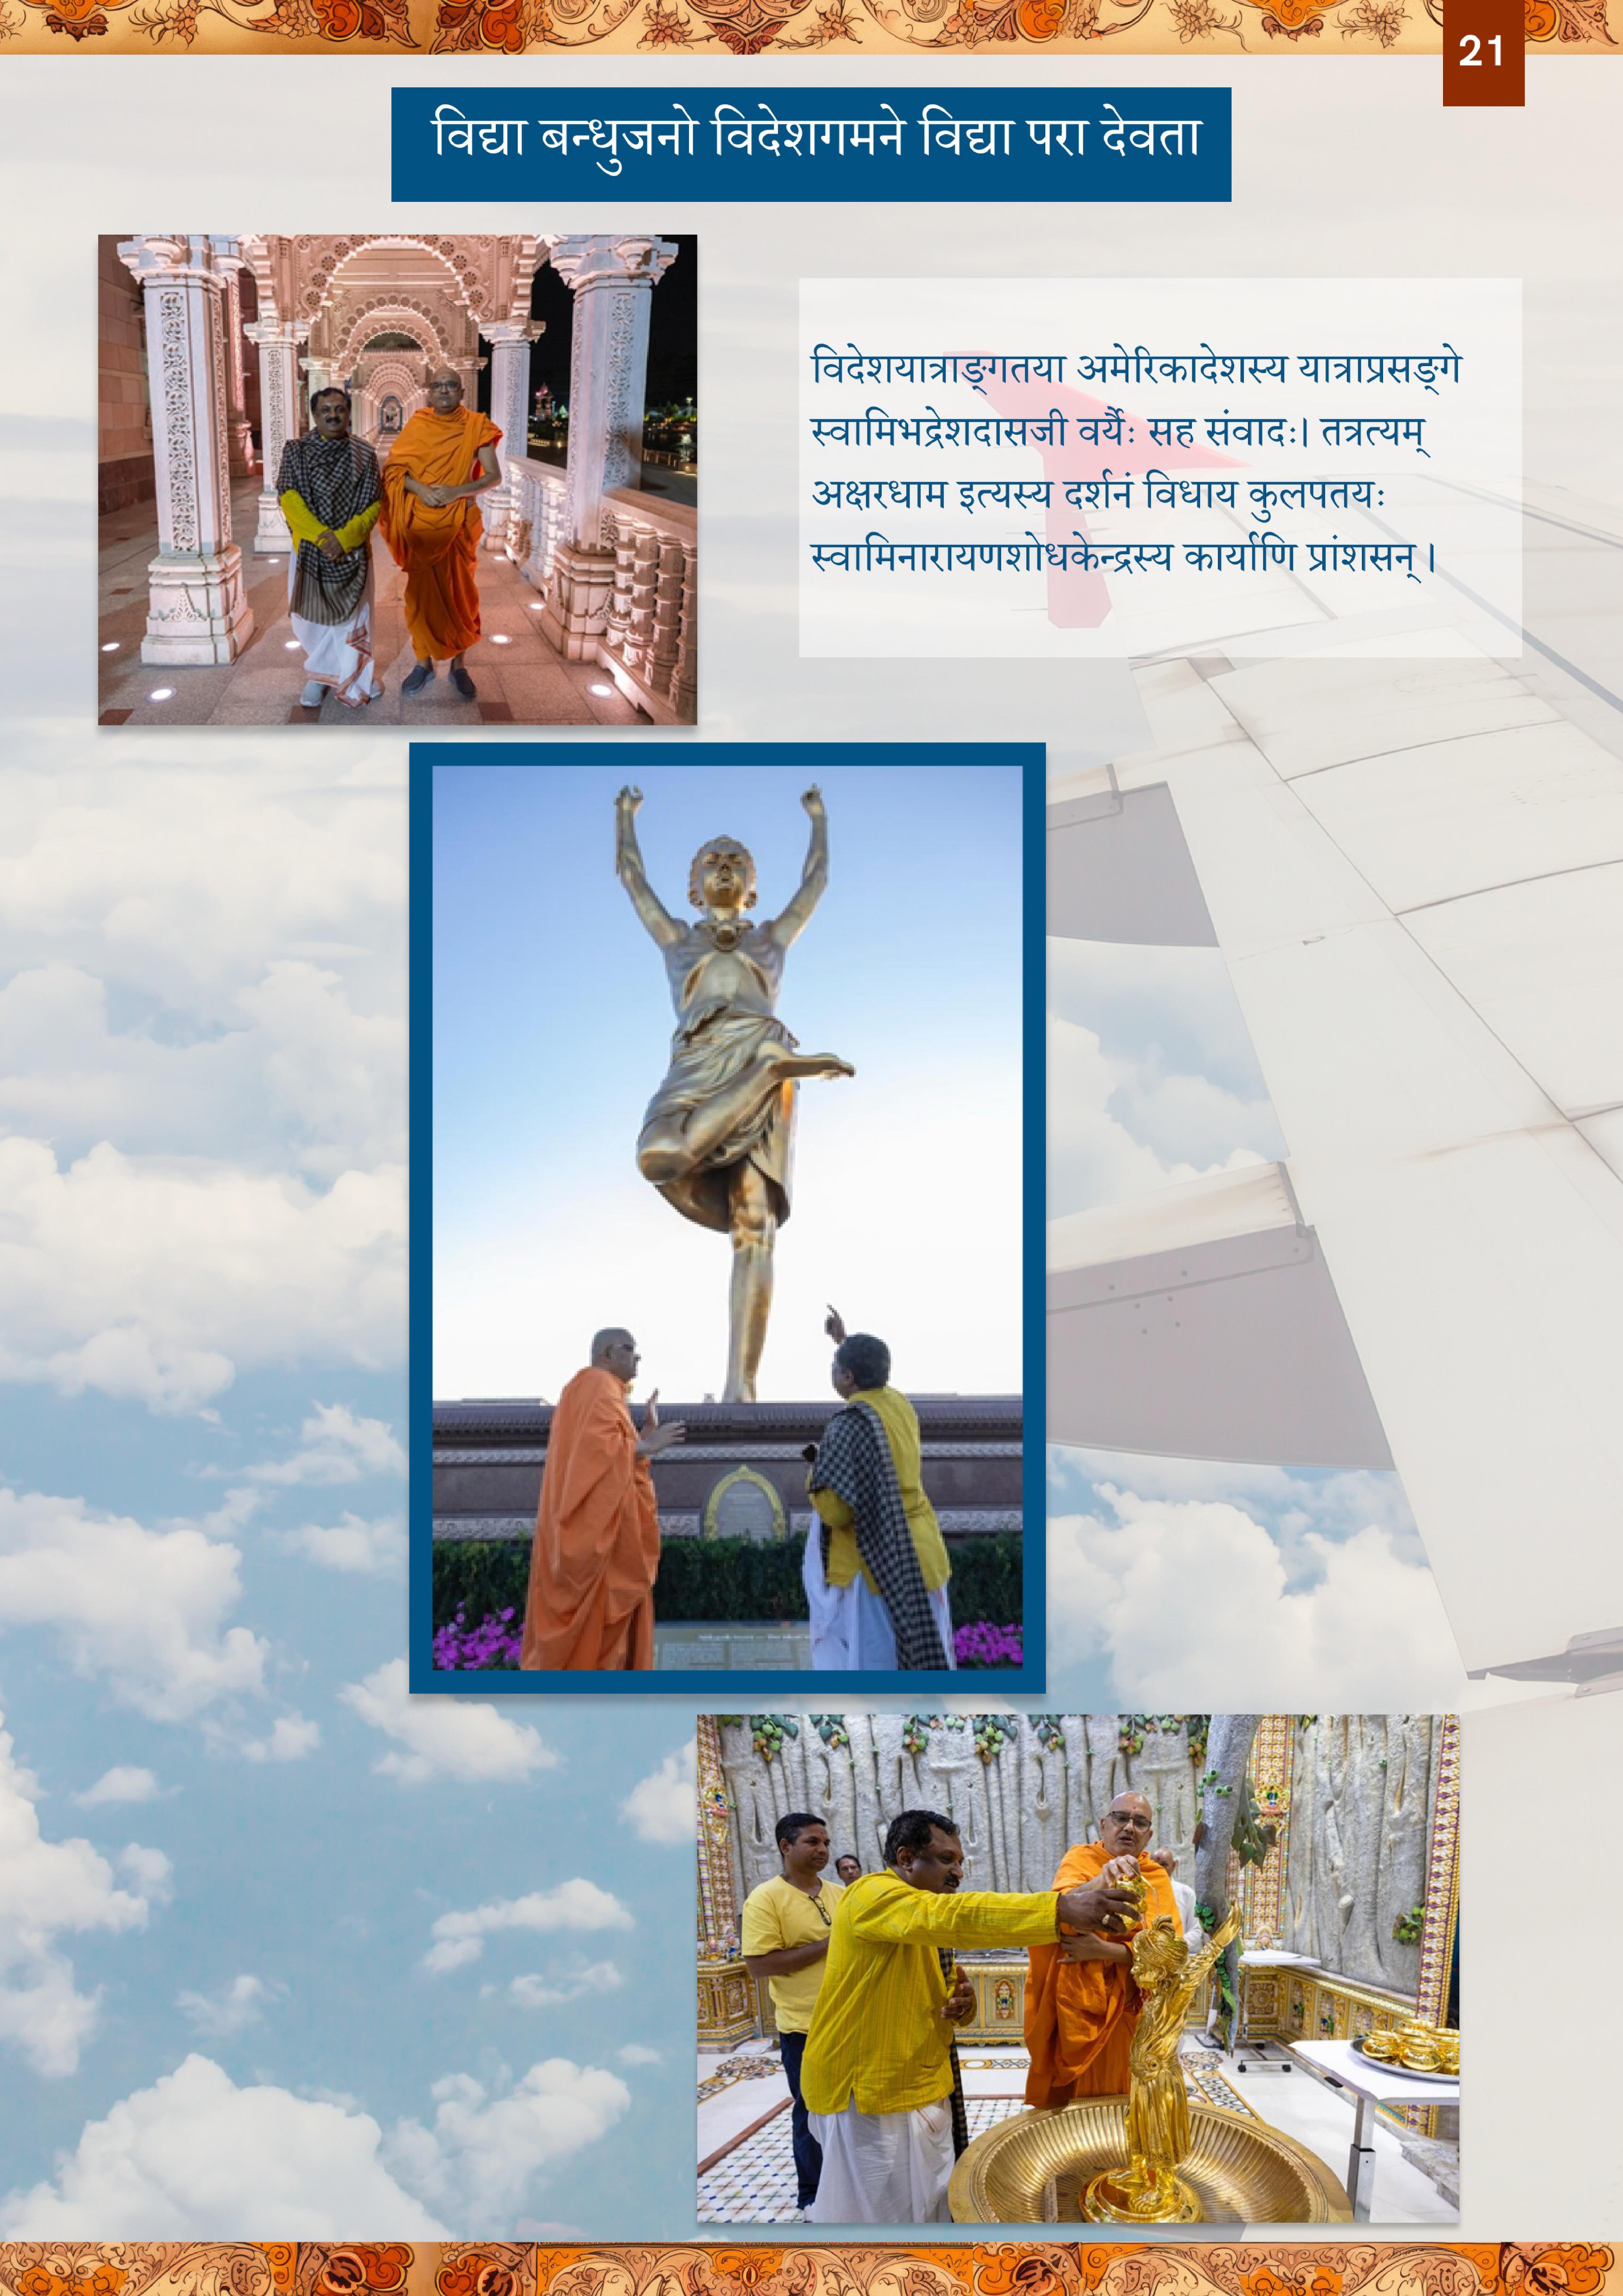 21
विद्या बन्धुजनो विदेशगमने विद्या परा देवता
विदेशयात्राङ्गतया अमेरिकादेशस्य यात्राप्रसङ्गे
स्वामिभद्रेशदासजी वर्यैः सह संवादः। तत्रत्यम्
अक्षरधाम इत्यस्य दर्शनं विधाय कुलपतयः
स्वामिनारायणशोधकेन्द्रस्य कार्याणि प्रांशसन् ।